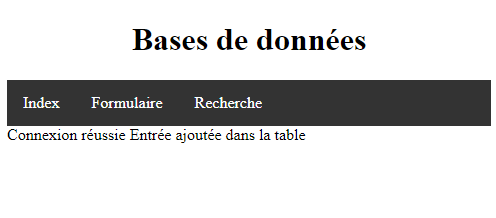 Bases de données
Index Formulaire Recherche
Connexion réussie Entrée ajoutée dans la table